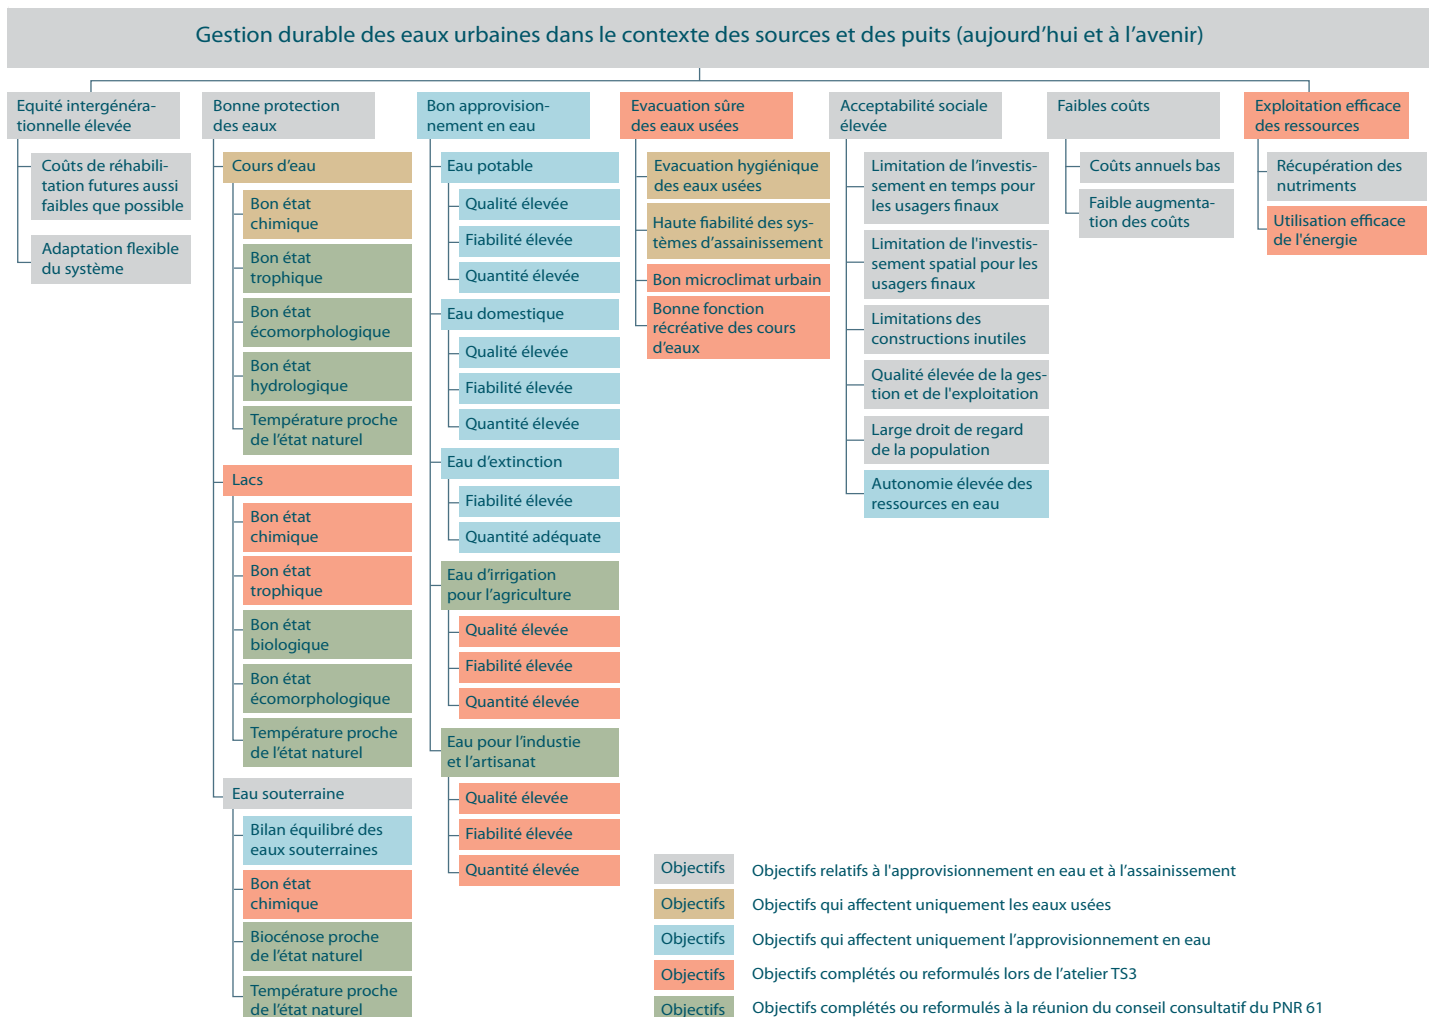 Gestion durable des eaux urbaines dans le contexte des sources et des puits (aujourd'hui et à l'avenir)
Equité intergénéra-
tionnelle élevée
Coûts de réhabili-
tation futures aussi
faibles que possible
Adaptation flexible
du système
Bonne protection
des eaux
Cours d'eau
Bon état
chimique
Bon état
trophique
Bon état
écomorphologique
Bon état
hydrologique
Température proche
de l'état naturel
Lacs
Bon état
chimique
Bon état
trophique
Bon état
biologique
Bon état
écomorphologique
Température proche
de l'état naturel
Eau souterraine
Bilan équilibré des
eaux souterraines
Bon état
chimique
Biocénose proche
de l'état naturel
Température proche
de l'état naturel
Bon approvision-
nement en eau
Eau potable
Qualité élevée
Fiabilité élevée
Quantité élevée
Eau domestique
Qualité élevée
Fiabilité élevée
Quantité élevée
Eau d'extinction
Fiabilité élevée
Quantité adéquate
Eau d'irrigation
pour l'agriculture
Qualité élevée
Fiabilité élevée
Quantité élevée
Eau pour l'industie
et l'artisanat
Qualité élevée
Fiabilité élevée
Quantité élevée
Evacuation sûre
des eaux usées
Evacuation hygiénique
des eaux usées
Haute fiabilité des sys-
tèmes d'assainissement
Bon microclimat urbain
Bonne fonction
récréative des cours
d'eaux
Acceptabilité sociale
élevée
Limitation de l'investis-
sement en temps pour
les usagers finaux
Limitation de l'investis-
sement spatial pour les
usagers finaux
Limitations des
constructions inutiles
Qualité élevée de la ges-
tion et de l'exploitation
Large droit de regard
de la population
Autonomie élevée des
ressources en eau
Faibles coûts
Coûts annuels bas
Faible augmenta-
tion des coûts
Exploitation efficace
des ressources
Récupération des
nutriments
Utilisation efficace
de l'énergie
Objectifs Objectifs relatifs à l'approvisionnement en eau et à l'assainissement
Objectifs Objectifs qui affectent uniquement les eaux usées
Objectifs Objectifs qui affectent uniquement l'approvisionnement en eau
Objectifs Objectifs complétés ou reformulés lors de l'atelier TS3
Objectifs Objectifs complétés ou reformulés à la réunion du conseil consultatif du PNR 61